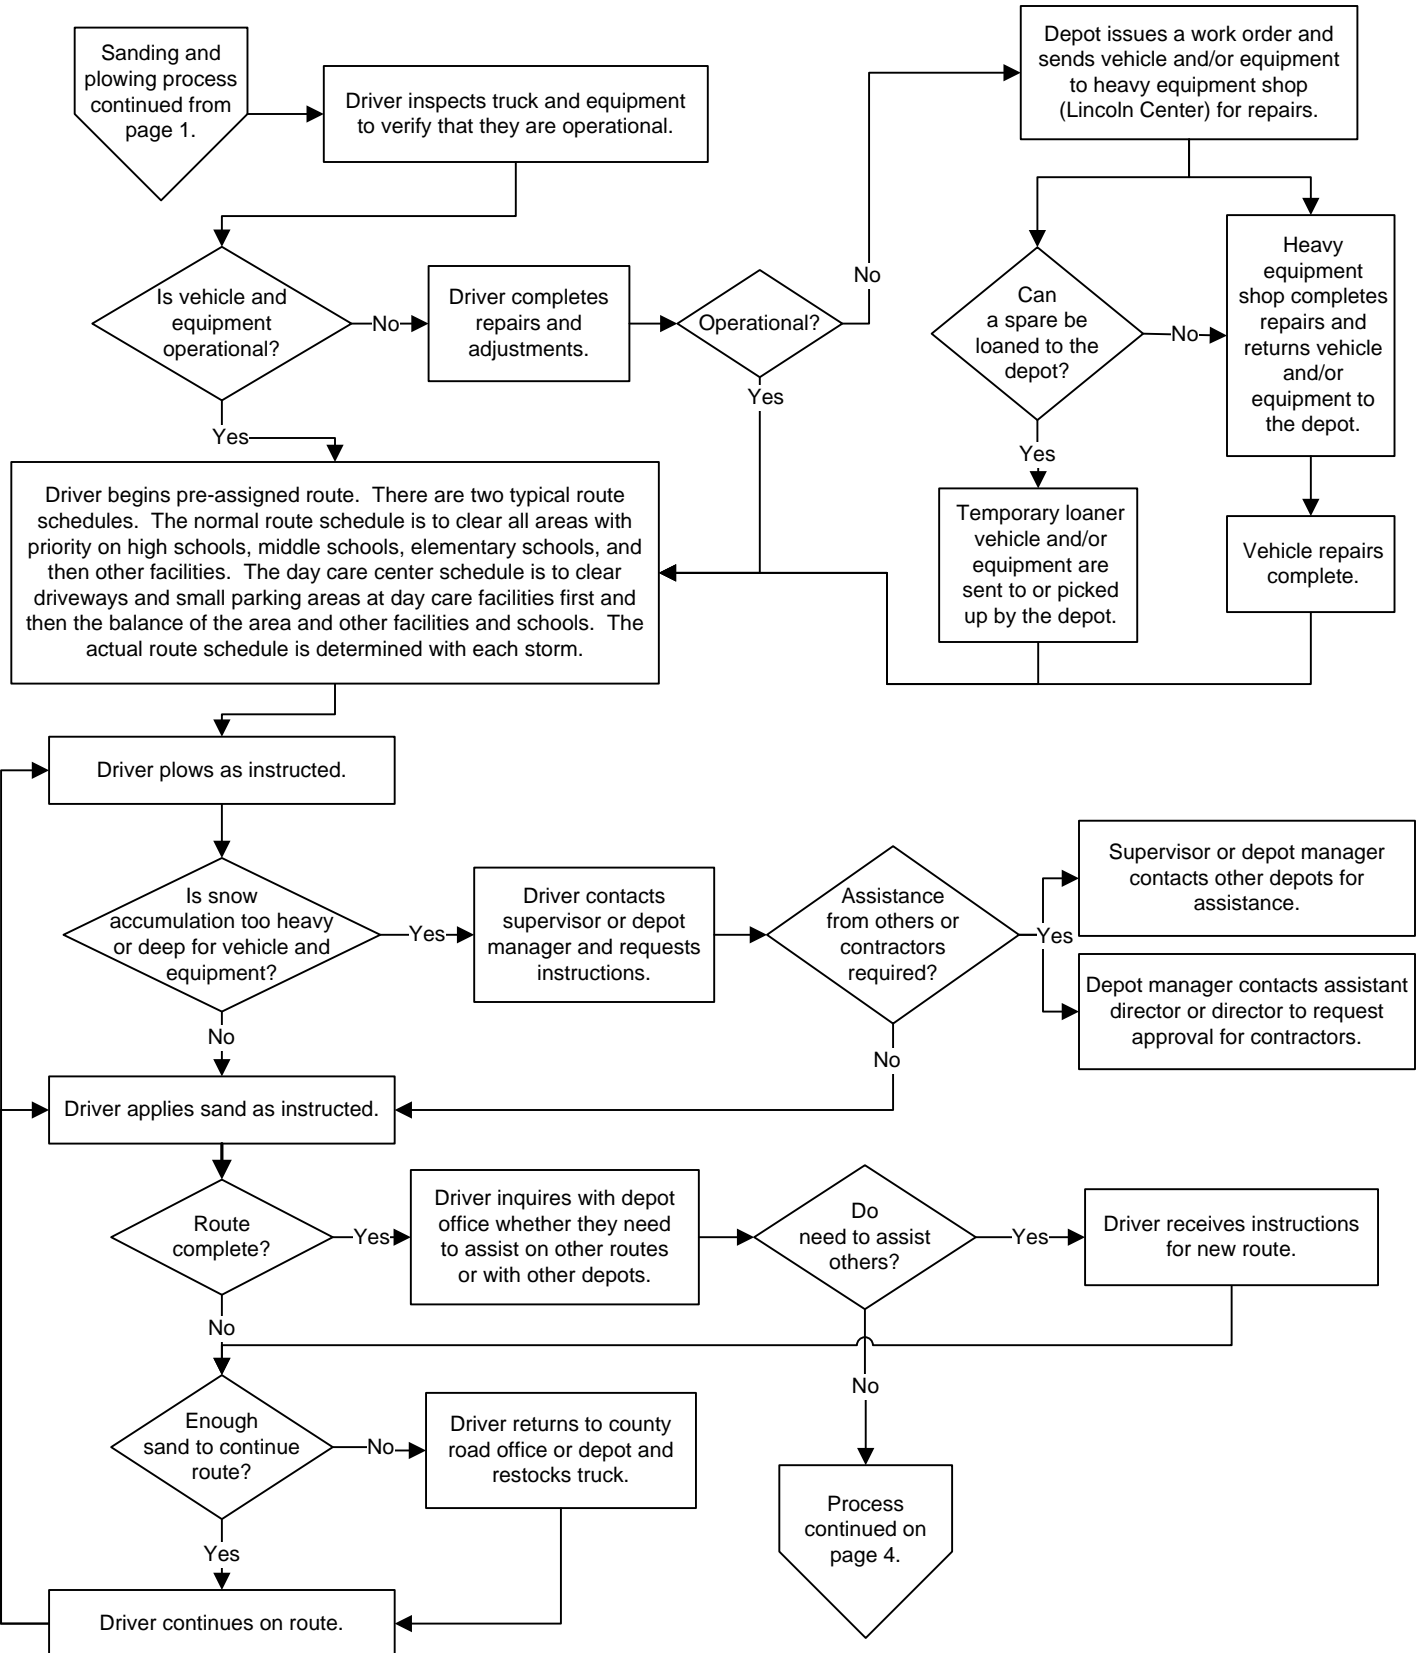 Sanding and
plowing process
continued from
page 1.
Driver inspects truck and equipment
to verify that they are operational.
Depot issues a work order and
sends vehicle and/or equipment
to heavy equipment shop
(Lincoln Center) for repairs.
Is vehicle and
equipment
operational?
No
Driver completes
repairs and
adjustments.
Operational?
No
Yes
Can
a spare be
loaned to the
depot?
No
Heavy
equipment
shop completes
repairs and
returns vehicle
and/or
equipment to
the depot.
Yes
Yes
Driver begins pre-assigned route. There are two typical route
schedules. The normal route schedule is to clear all areas with
priority on high schools, middle schools, elementary schools, and
then other facilities. The day care center schedule is to clear
driveways and small parking areas at day care facilities first and
then the balance of the area and other facilities and schools. The
actual route schedule is determined with each storm.
Temporary loaner
vehicle and/or
equipment are
sent to or picked
up by the depot.
Vehicle repairs
complete.
Driver plows as instructed.
Is snow
accumulation too heavy
or deep for vehicle and
equipment?
Yes
Driver contacts
supervisor or depot
manager and requests
instructions.
Assistance
from others or
contractors
required?
Yes
Supervisor or depot manager
contacts other depots for
assistance.
Depot manager contacts assistant
director or director to request
approval for contractors.
No
No
Driver applies sand as instructed.
Route
complete?
Yes
Driver inquires with depot
office whether they need
to assist on other routes
or with other depots.
Do
need to assist
others?
Yes
Driver receives instructions
for new route.
No
No
Enough
sand to continue
route?
No
Driver returns to county
road office or depot and
restocks truck.
Process
continued on
page 4.
Yes
Driver continues on route.